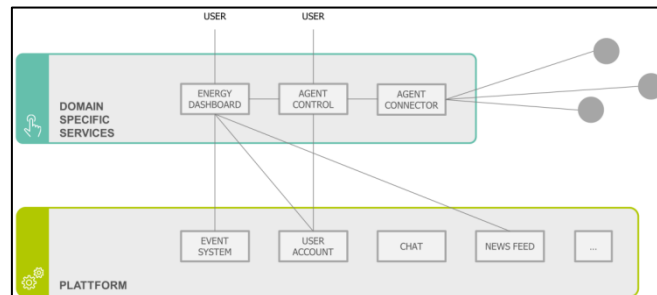 USER
USER
ENERGY
DASHBOARD
AGENT
CONTROL
AGENT
CONNECTOR
DOMAIN
SPECIFIC
SERVICES
EVENT
SYSTEM
USER
ACCOUNT
CHAT
NEWS FEED
...
PLATTFORM